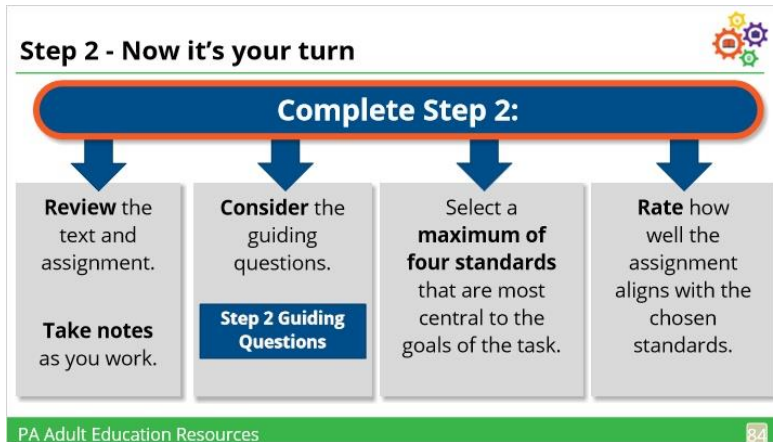 Step 2 - Now it's your turn
Complete Step 2:
Review the
text and
assignment.
Take notes
as you work.
Consider the
guiding
questions.
Step 2 Guiding
Questions
Select a
maximum of
four standards
that are most
central to the
goals of the task.
Rate how
well the
assignment
aligns with the
chosen
standards.
PA Adult Education Resources
84